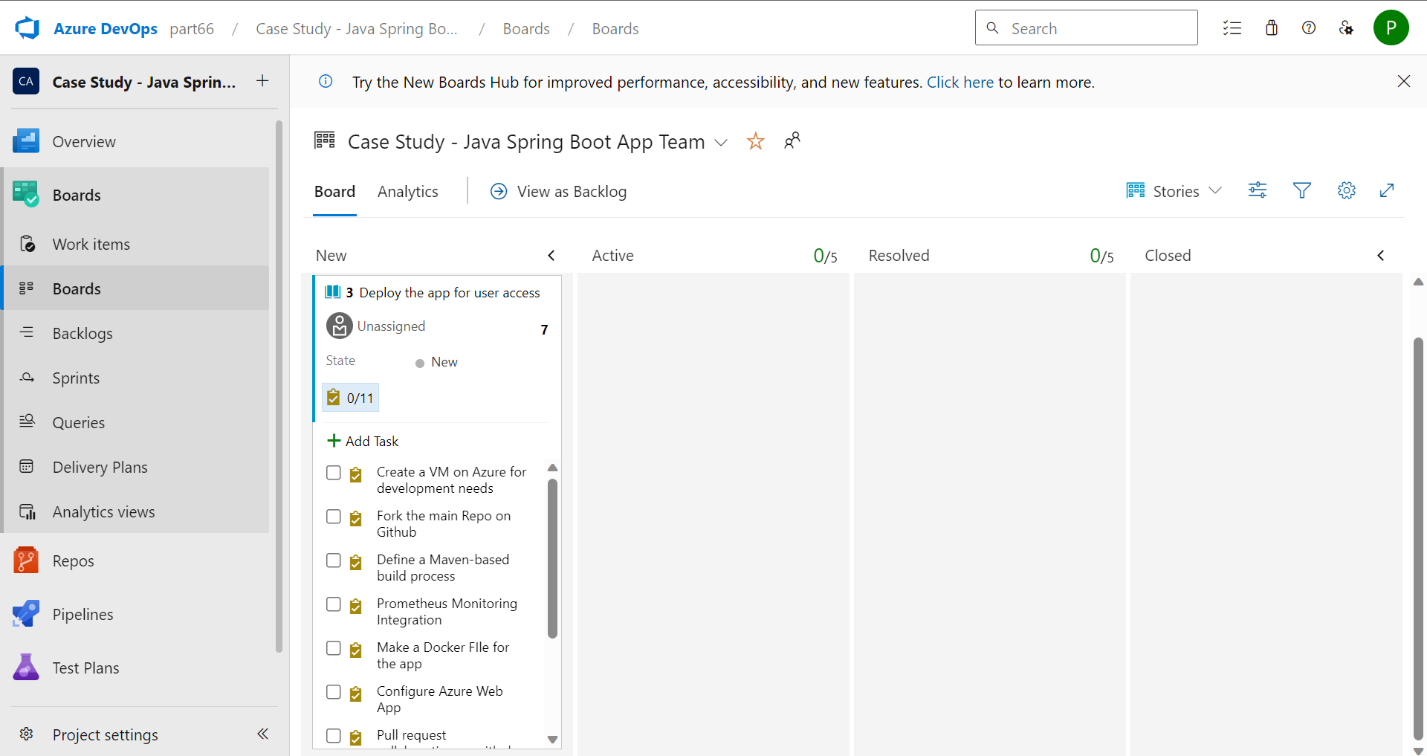 Azure DevOps part66 / Case Study - Java Spring Bo... / Boards / Boards
Search
P
CA Case Study - Java Sprin...
Overview
Boards
Work items
Boards
Backlogs
Sprints
Queries
Delivery Plans
Analytics views
Repos
Pipelines
Test Plans
Project settings
Try the New Boards Hub for improved performance, accessibility, and new features. Click here to learn more.
Case Study - Java Spring Boot App Team
Board Analytics View as Backlog
Stories
New
Active 0/5
Resolved 0/5
Closed
3 Deploy the app for user access
Unassigned 7
State New
0/11
Add Task
Create a VM on Azure for
development needs
Fork the main Repo on
Github
Define a Maven-based
build process
Prometheus Monitoring
Integration
Make a Docker FIle for
the app
Configure Azure Web
App
Pull request